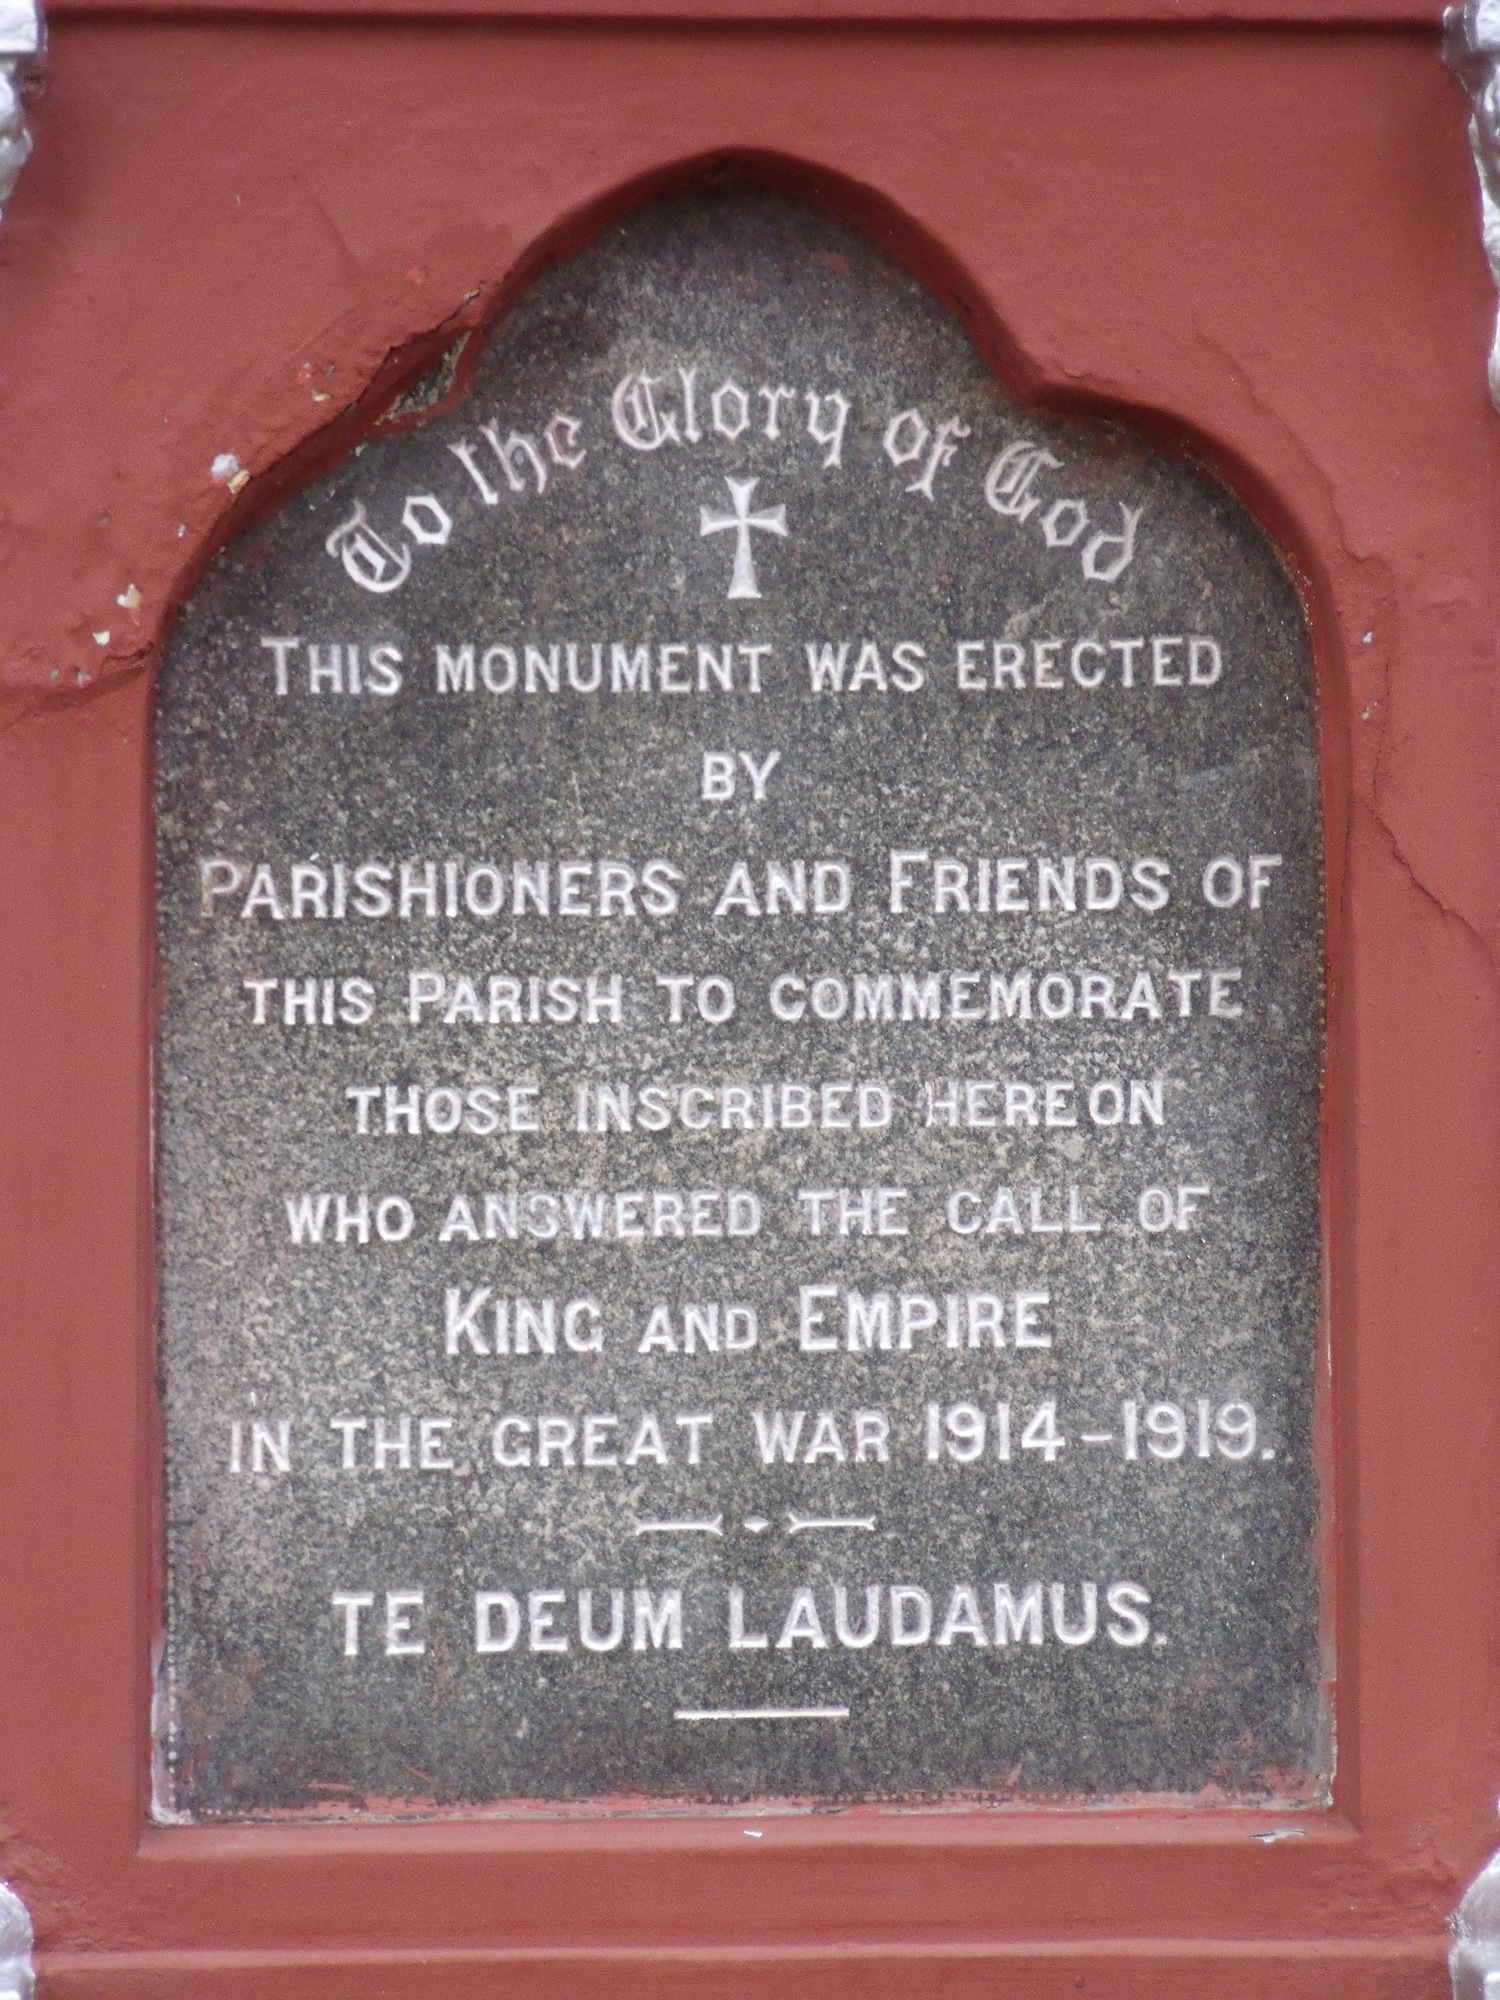 To the Glory of God
THIS MONUMENT WAS ERECTED
BY
PARISHIONERS AND FRIENDS OF
THIS PARISH TO COMMEMORATE
THOSE INSCRIBED HEREON
WHO ANSWERED THE CALL OF
KING AND EMPIRE
IN THE GREAT WAR 1914-1919.
TE DEUM LAUDAMUS.